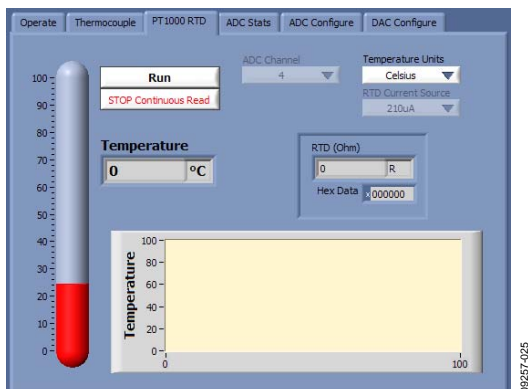 Operate Thermocouple PT1000 RTD ADC Stats ADC Configure DAC Configure
ADC Channel
4
Temperature Units
Celsius
RTD Current Source
210uA
Run
STOP Continuous Read
Temperature
0 °C
RTD (Ohm)
0 R
Hex Data x000000
100
90
80
70
60
50
40
30
20
10
0
Temperature
100
80
60
40
20
0
0 100
09257-025